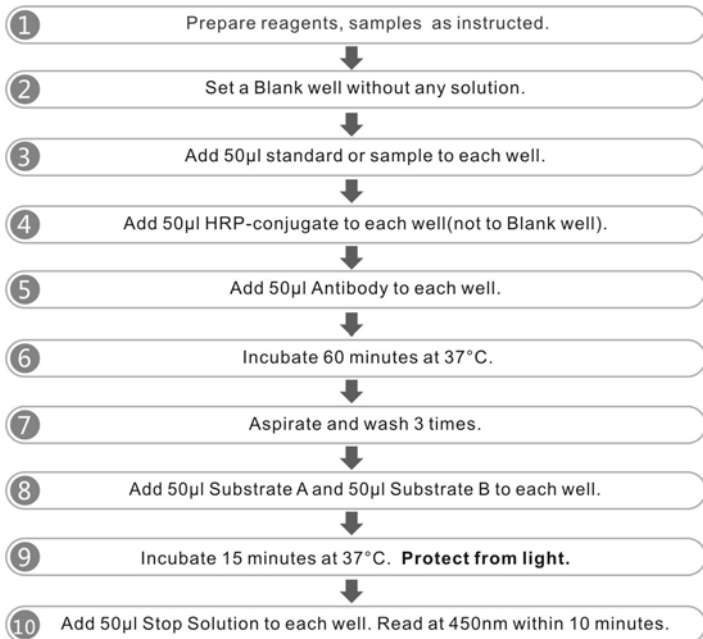 1 Prepare reagents, samples as instructed.
2 Set a Blank well without any solution.
3 Add 50μl standard or sample to each well.
4 Add 50μl HRP-conjugate to each well(not to Blank well).
5 Add 50μl Antibody to each well.
6 Incubate 60 minutes at 37°C.
7 Aspirate and wash 3 times.
8 Add 50μl Substrate A and 50μl Substrate B to each well.
9 Incubate 15 minutes at 37°C. Protect from light.
10 Add 50μl Stop Solution to each well. Read at 450nm within 10 minutes.